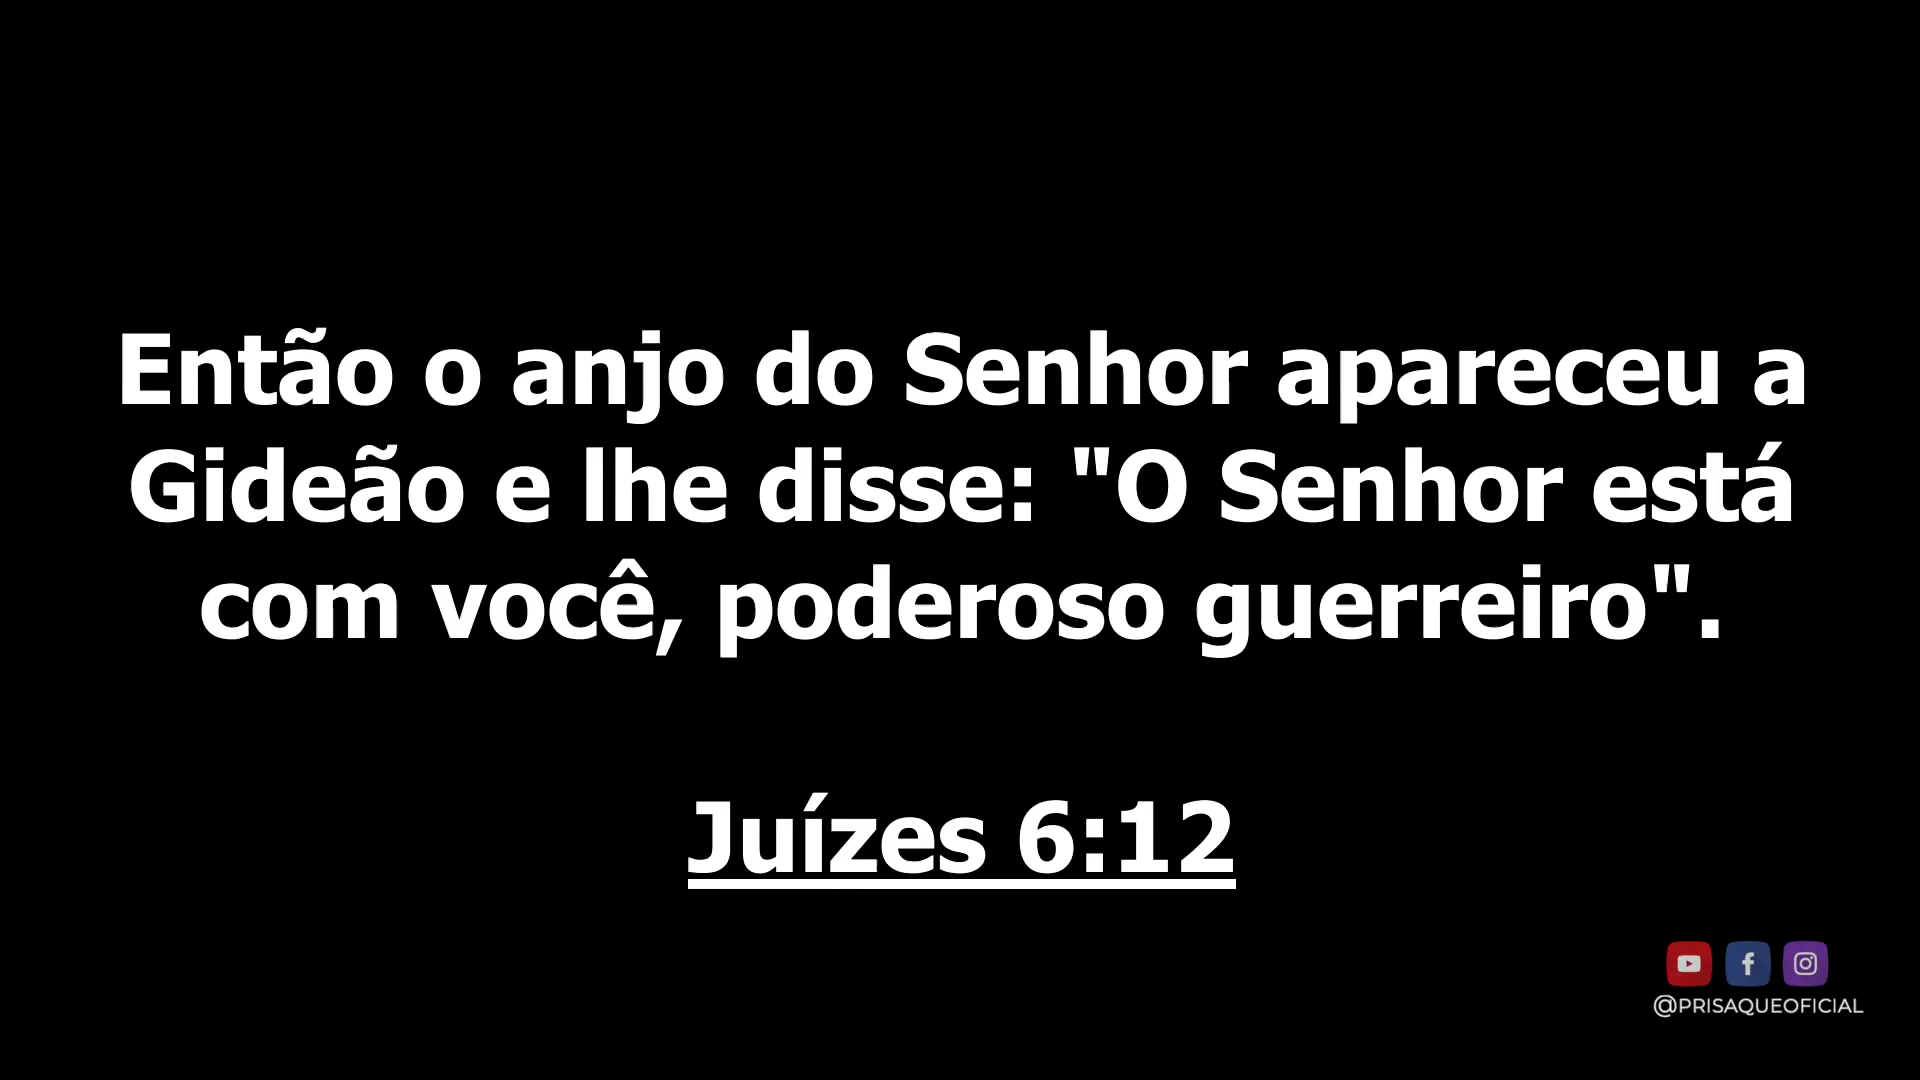 Então o anjo do Senhor apareceu a
Gideão e lhe disse: "O Senhor está
com você, poderoso guerreiro".
Juízes 6:12
@PRISAQUEOFICIAL